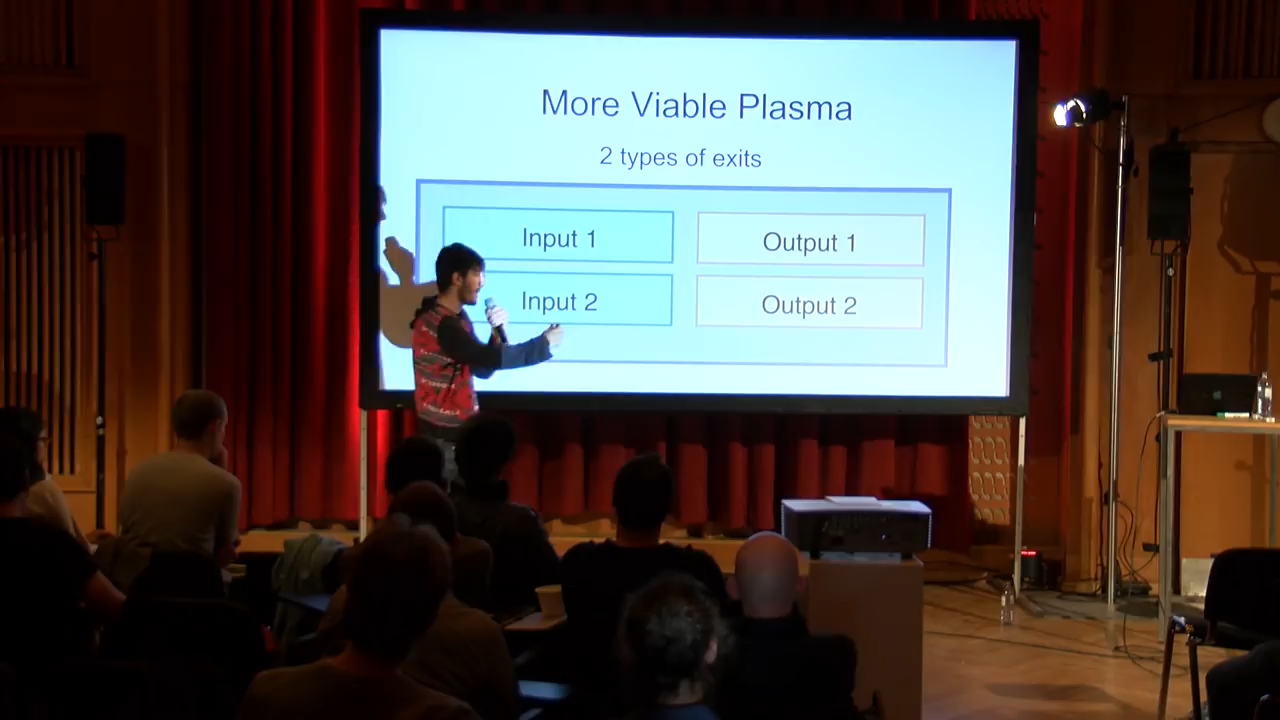 More Viable Plasma
2 types of exits
Input 1
Output 1
Input 2
Output 2